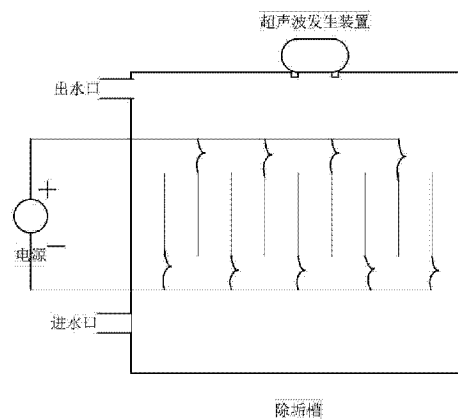 超声波发生装置
出水口
+
电源
—
进水口
除垢槽